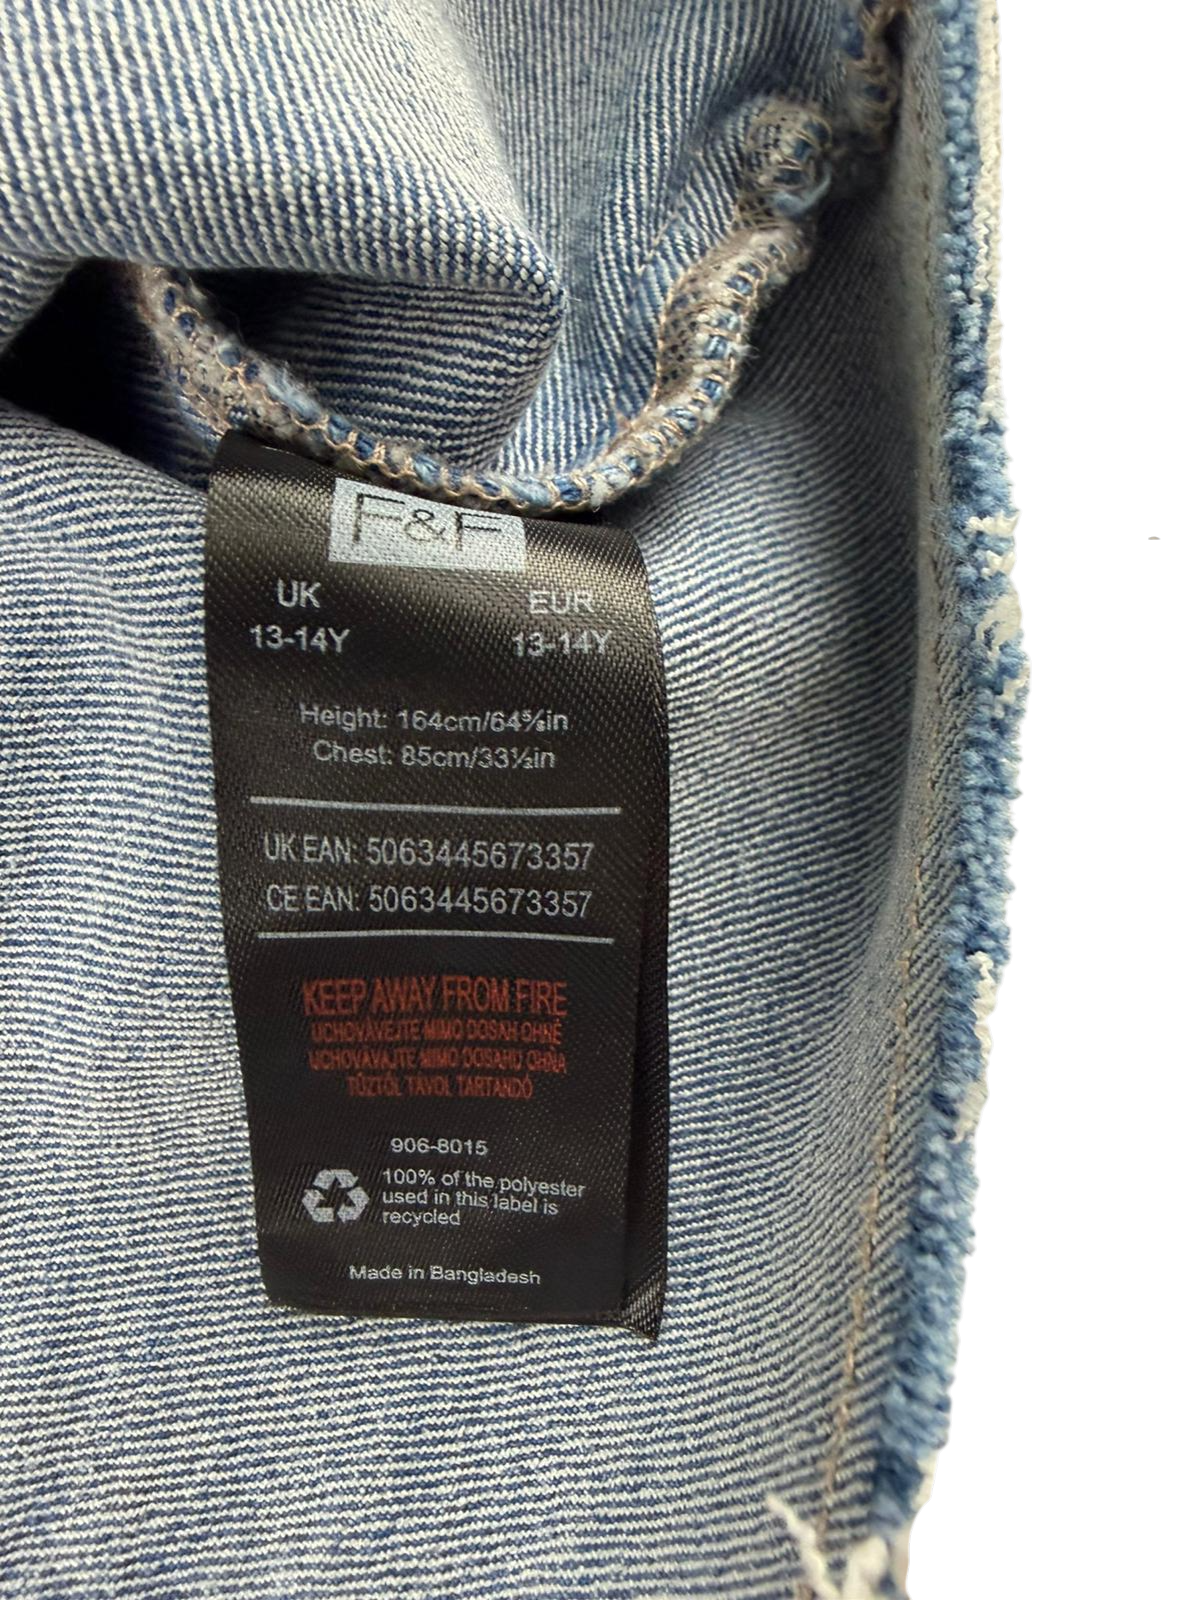 F&F
UK EUR
13-14Y 13-14Y
Height: 164cm/64⅝in
Chest: 85cm/33½in
UK EAN: 5063445673357
CE EAN: 5063445673357
KEEP AWAY FROM FIRE
UCHOVÁVEJTE MIMO DOSAH OHNĚ
UCHOVÁVAJTE MIMO DOSAHU OHŇA
TŰZTŐL TÁVOL TARTANDÓ
906-8015
100% of the polyester
used in this label is
recycled
Made in Bangladesh